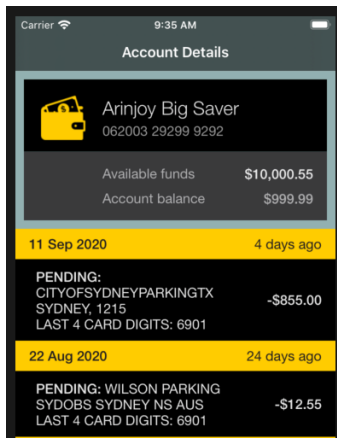 Carrier 9:35 AM
Account Details
Arinjoy Big Saver
062003 29299 9292
Available funds $10,000.55
Account balance $999.99
11 Sep 2020 4 days ago
PENDING:
CITYOFSYDNEYPARKINGTX
SYDNEY, 1215
LAST 4 CARD DIGITS: 6901
-$855.00
22 Aug 2020 24 days ago
PENDING: WILSON PARKING
SYDOBS SYDNEY NS AUS
LAST 4 CARD DIGITS: 6901
-$12.55